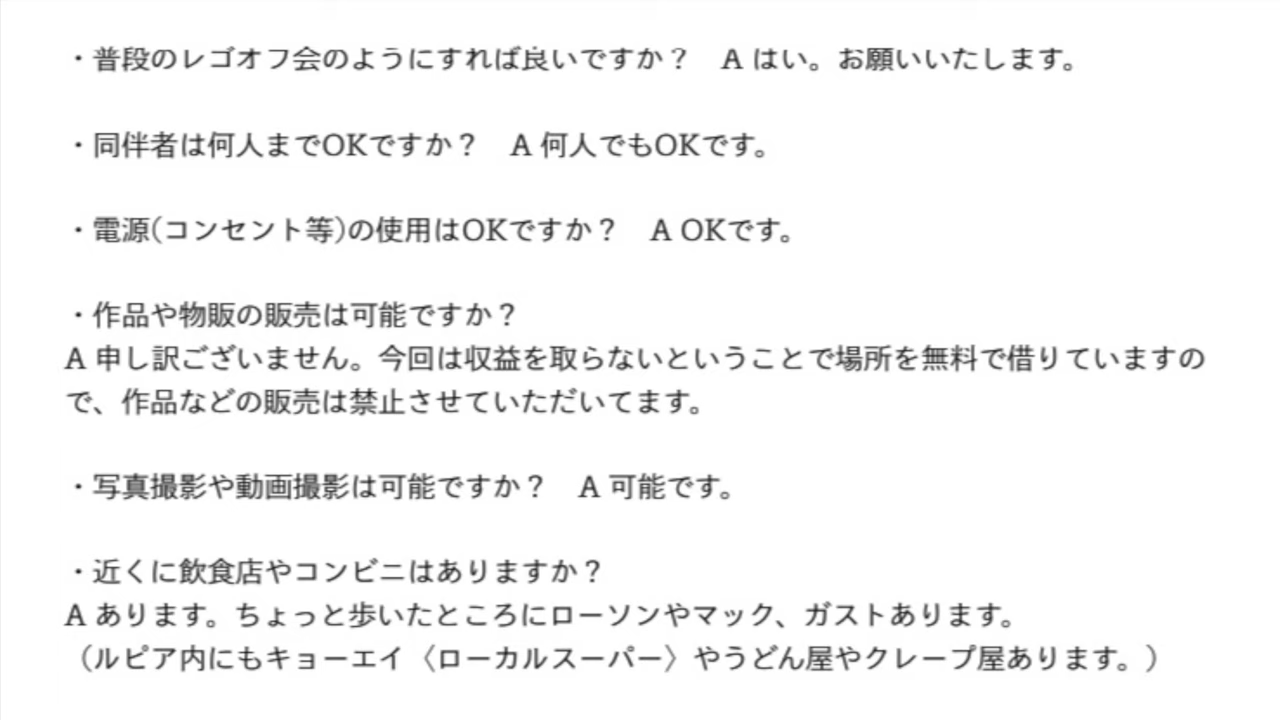 ・普段のレゴオフ会のようにすれば良いですか？　A はい。お願いいたします。
・同伴者は何人までOKですか？　A 何人でもOKです。
・電源(コンセント等)の使用はOKですか？　A OKです。
・作品や物販の販売は可能ですか？
A 申し訳ございません。今回は収益を取らないということで場所を無料で借りていますの
で、作品などの販売は禁止させていただいてます。
・写真撮影や動画撮影は可能ですか？　A 可能です。
・近くに飲食店やコンビニはありますか？
A あります。ちょっと歩いたところにローソンやマック、ガストあります。
（ルピア内にもキョーエイ〈ローカルスーパー〉やうどん屋やクレープ屋あります。）